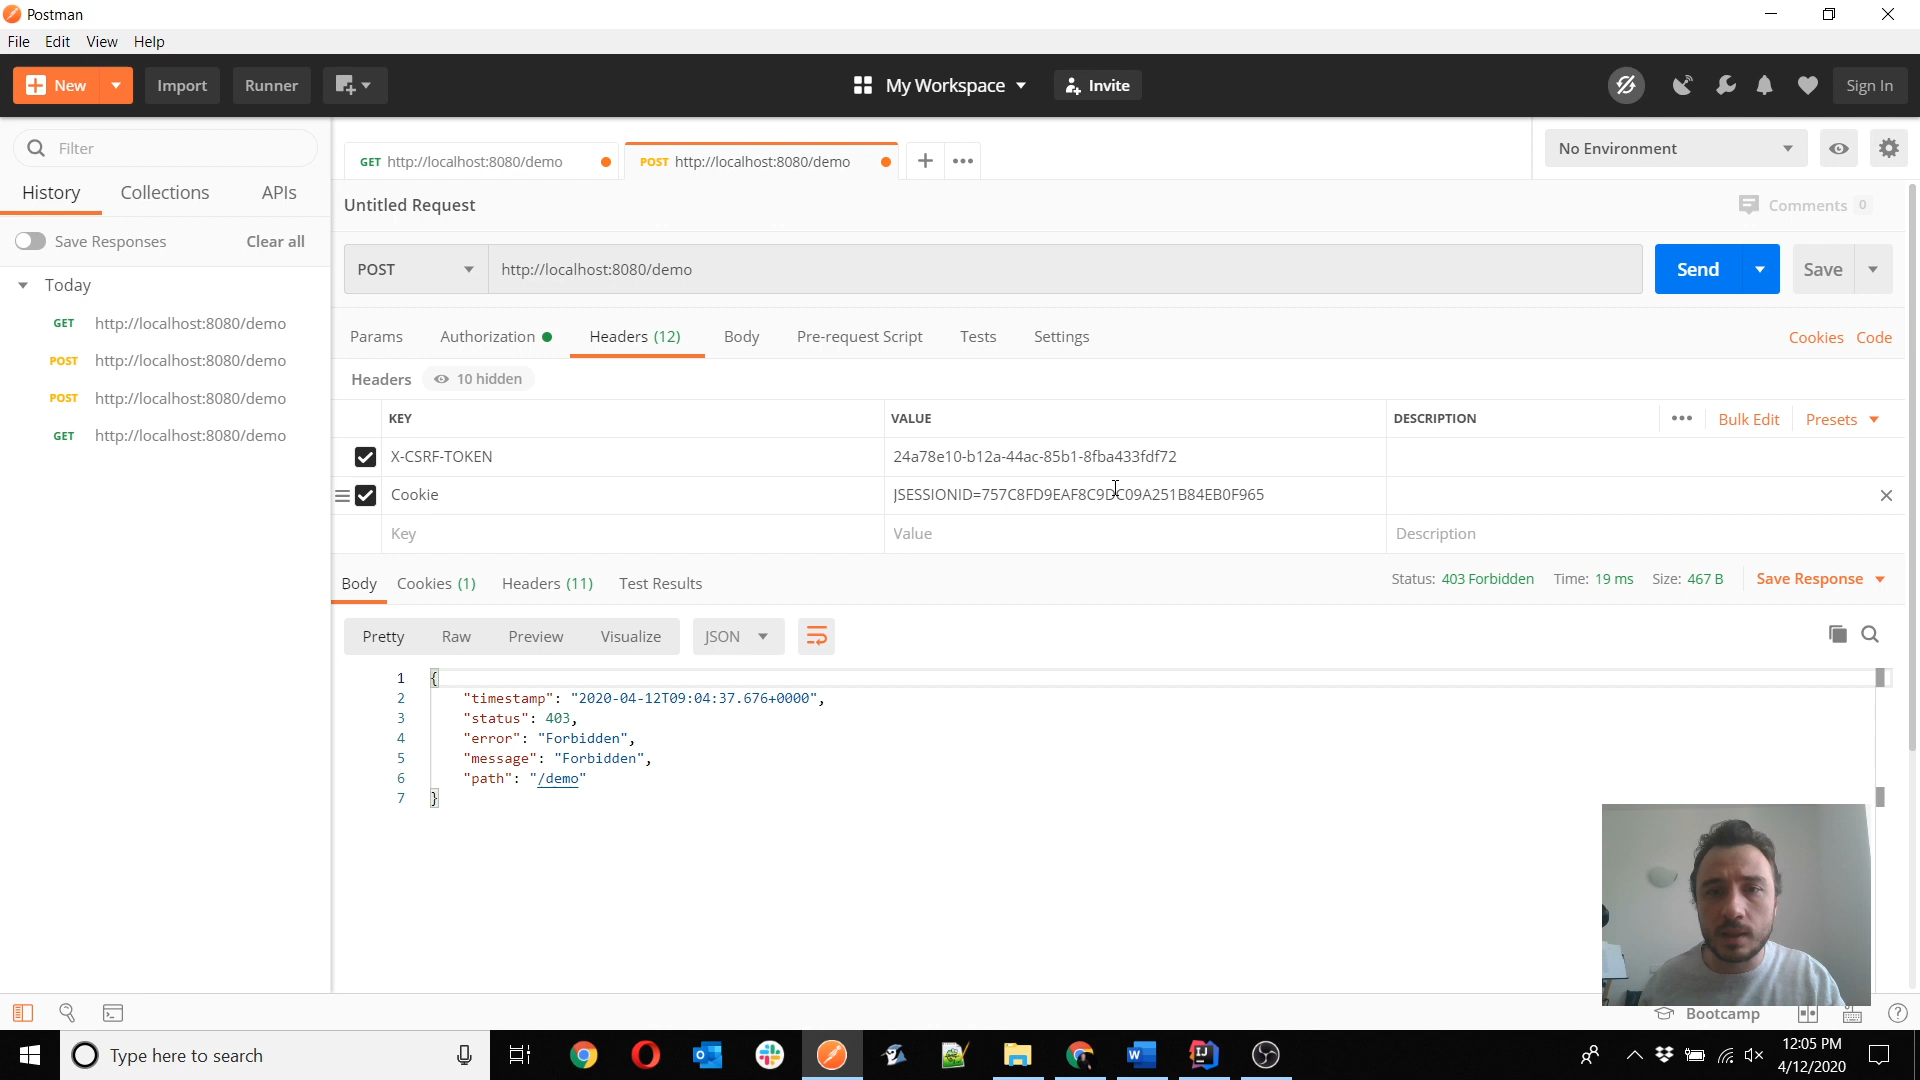 Postman
File Edit View Help
New Import Runner My Workspace Invite Sign In
Filter
GET http://localhost:8080/demo POST http://localhost:8080/demo
No Environment
History Collections APIs
Untitled Request
Comments 0
Save Responses Clear all
POST http://localhost:8080/demo Send Save
Today
GET http://localhost:8080/demo
POST http://localhost:8080/demo
POST http://localhost:8080/demo
GET http://localhost:8080/demo
Params Authorization Headers (12) Body Pre-request Script Tests Settings Cookies Code
Headers 10 hidden
KEY VALUE DESCRIPTION Bulk Edit Presets
X-CSRF-TOKEN 24a78e10-b12a-44ac-85b1-8fba433fdf72
Cookie JSESSIONID=757C8FD9EAF8C9DC09A251B84EB0F965
Key Value Description
Body Cookies (1) Headers (11) Test Results Status: 403 Forbidden Time: 19 ms Size: 467 B Save Response
Pretty Raw Preview Visualize JSON
1 {
2 "timestamp": "2020-04-12T09:04:37.676+0000",
3 "status": 403,
4 "error": "Forbidden",
5 "message": "Forbidden",
6 "path": "/demo"
7 }
Bootcamp
Type here to search
12:05 PM
4/12/2020